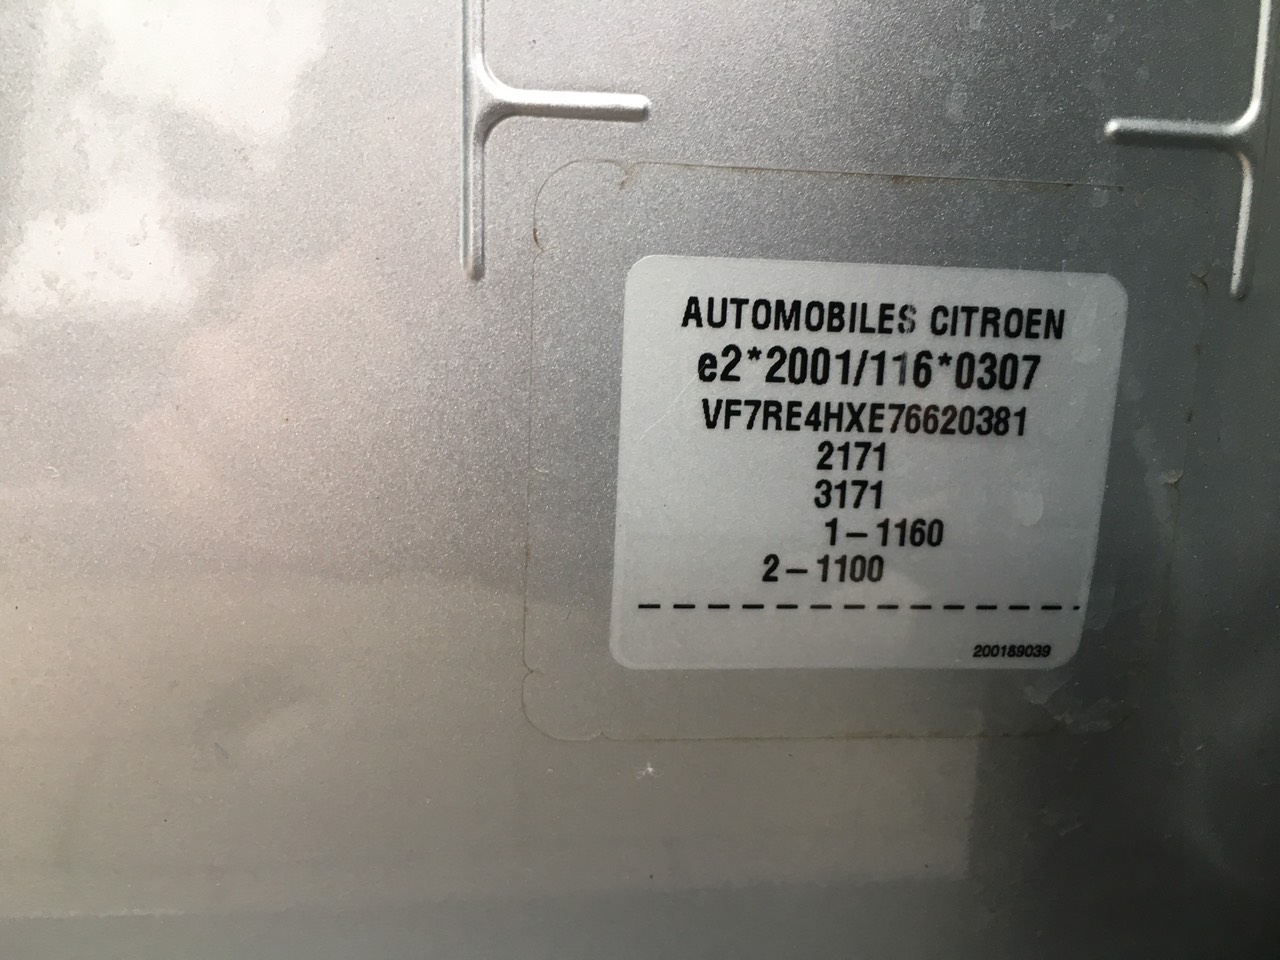 AUTOMOBILES CITROEN
e2*2001/116*0307
VF7RE4HXE76620381
2171
3171
1-1160
2-1100
200189039